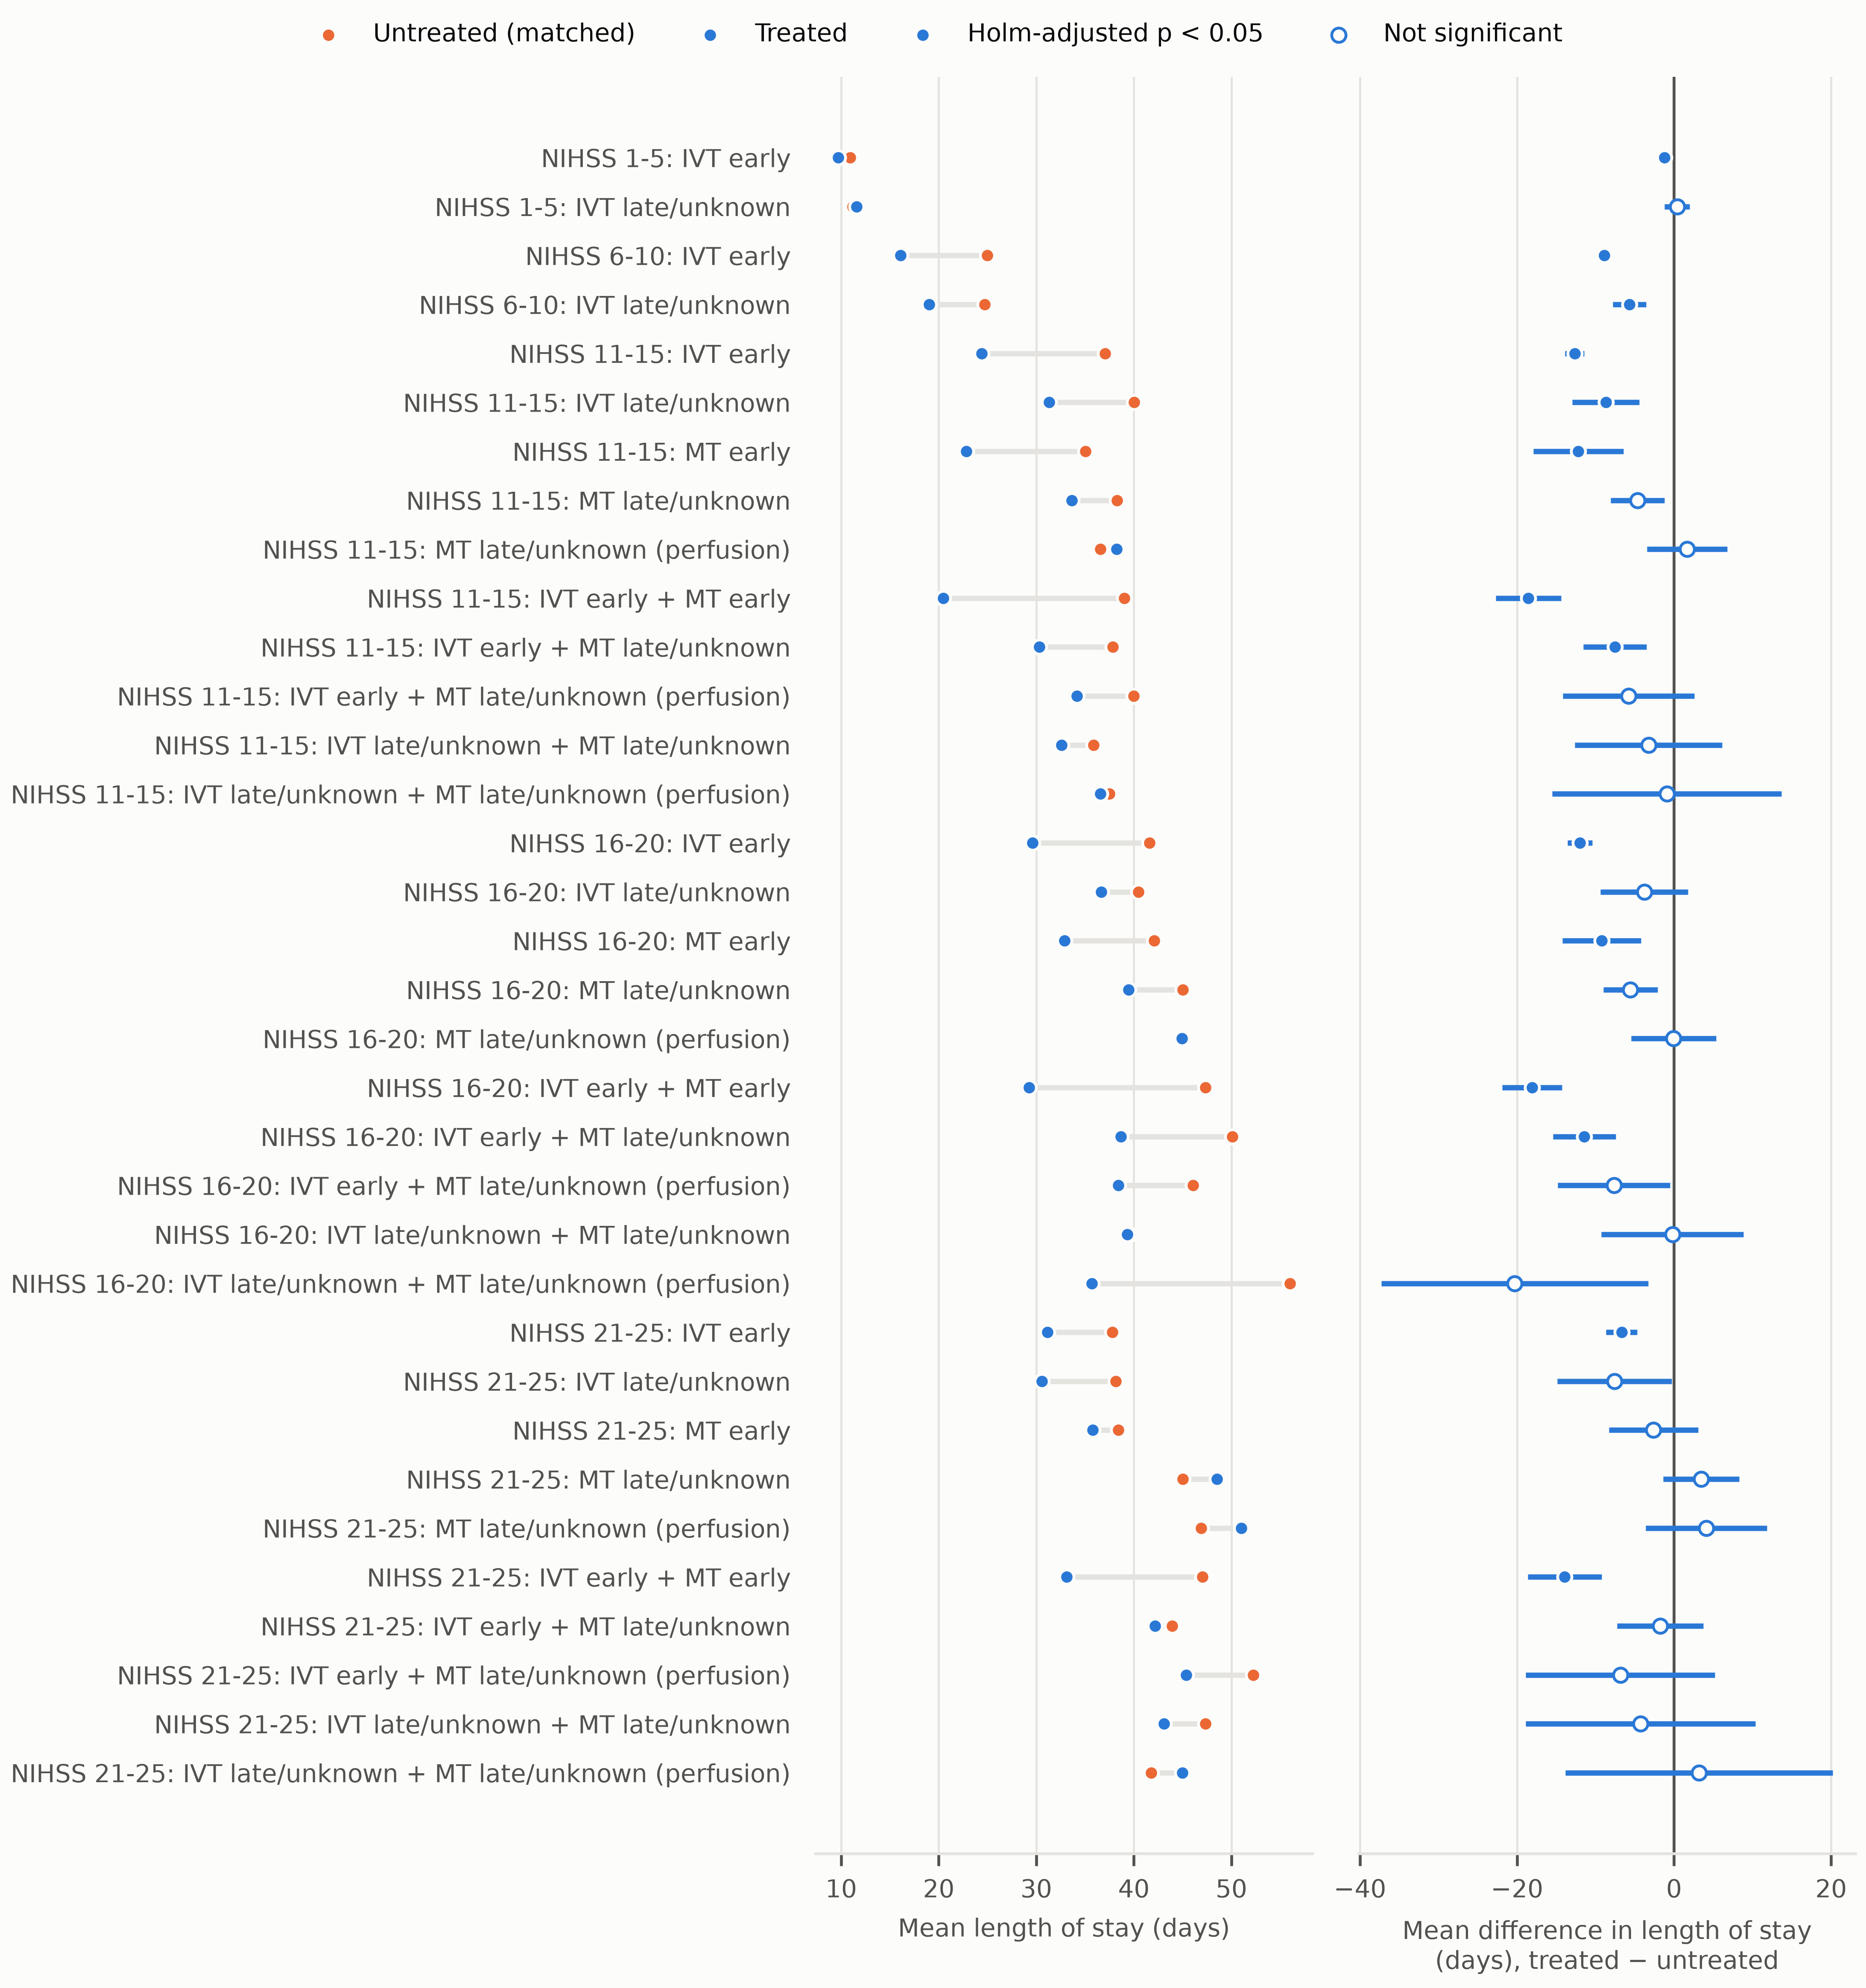 Untreated (matched) Treated Holm-adjusted p < 0.05 Not significant
NIHSS 1-5: IVT early
NIHSS 1-5: IVT late/unknown
NIHSS 6-10: IVT early
NIHSS 6-10: IVT late/unknown
NIHSS 11-15: IVT early
NIHSS 11-15: IVT late/unknown
NIHSS 11-15: MT early
NIHSS 11-15: MT late/unknown
NIHSS 11-15: MT late/unknown (perfusion)
NIHSS 11-15: IVT early + MT early
NIHSS 11-15: IVT early + MT late/unknown
NIHSS 11-15: IVT early + MT late/unknown (perfusion)
NIHSS 11-15: IVT late/unknown + MT late/unknown
NIHSS 11-15: IVT late/unknown + MT late/unknown (perfusion)
NIHSS 16-20: IVT early
NIHSS 16-20: IVT late/unknown
NIHSS 16-20: MT early
NIHSS 16-20: MT late/unknown
NIHSS 16-20: MT late/unknown (perfusion)
NIHSS 16-20: IVT early + MT early
NIHSS 16-20: IVT early + MT late/unknown
NIHSS 16-20: IVT early + MT late/unknown (perfusion)
NIHSS 16-20: IVT late/unknown + MT late/unknown
NIHSS 16-20: IVT late/unknown + MT late/unknown (perfusion)
NIHSS 21-25: IVT early
NIHSS 21-25: IVT late/unknown
NIHSS 21-25: MT early
NIHSS 21-25: MT late/unknown
NIHSS 21-25: MT late/unknown (perfusion)
NIHSS 21-25: IVT early + MT early
NIHSS 21-25: IVT early + MT late/unknown
NIHSS 21-25: IVT early + MT late/unknown (perfusion)
NIHSS 21-25: IVT late/unknown + MT late/unknown
NIHSS 21-25: IVT late/unknown + MT late/unknown (perfusion)
10 20 30 40 50
Mean length of stay (days)
−40 −20 0 20
Mean difference in length of stay
(days), treated − untreated